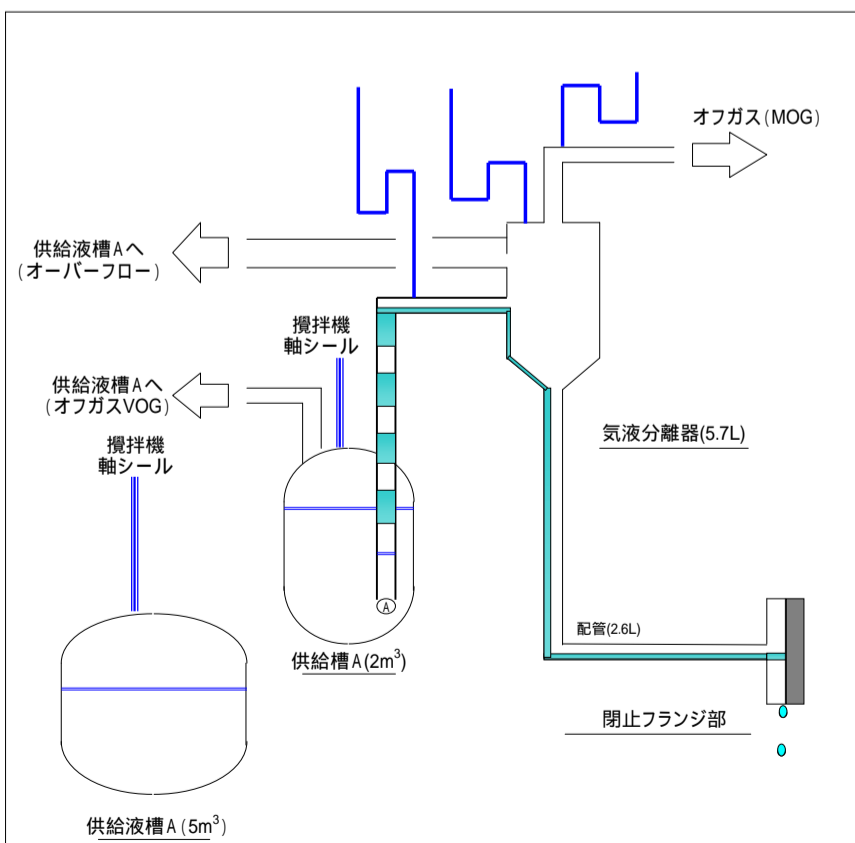 オフガス(MOG)
供給液槽Aへ
(オーバーフロー)
攪拌機
軸シール
供給液槽Aへ
(オフガスVOG)
攪拌機
軸シール
気液分離器(5.7L)
A
配管(2.6L)
供給槽A(2m³)
閉止フランジ部
供給液槽A(5m³)